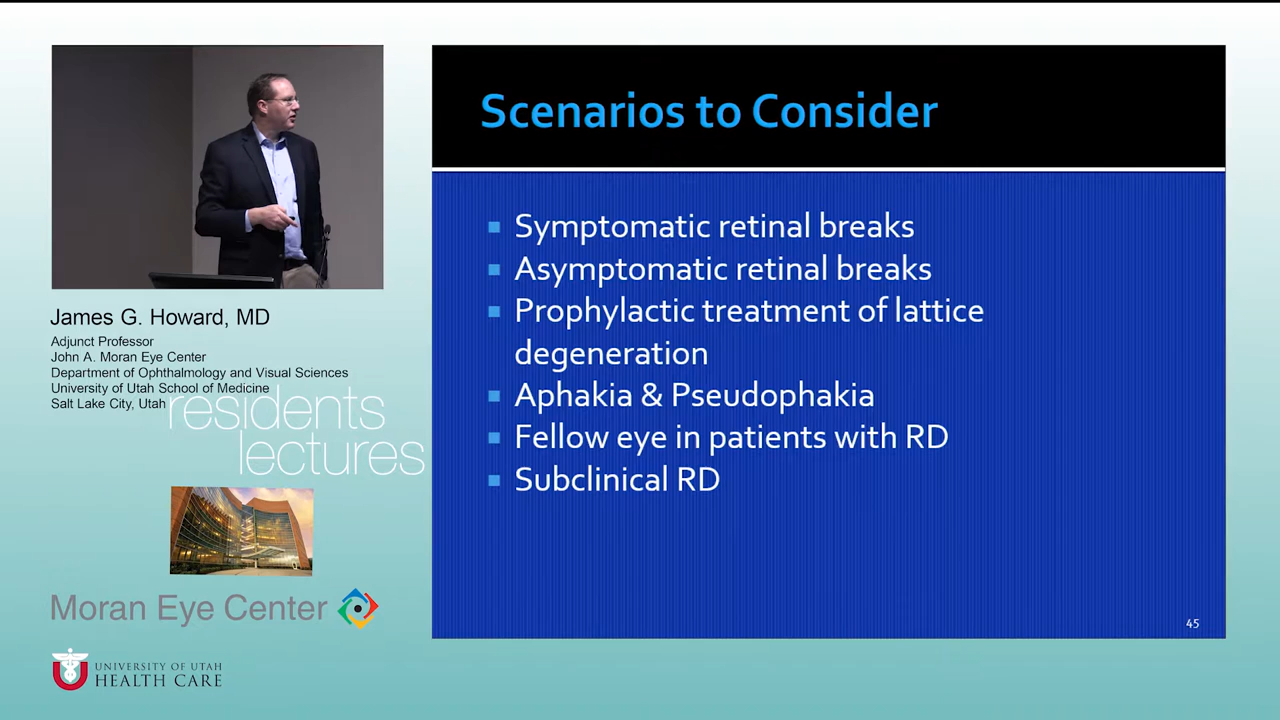 Scenarios to Consider
Symptomatic retinal breaks
Asymptomatic retinal breaks
Prophylactic treatment of lattice
degeneration
Aphakia & Pseudophakia
Fellow eye in patients with RD
Subclinical RD
45
James G. Howard, MD
Adjunct Professor
John A. Moran Eye Center
Department of Ophthalmology and Visual Sciences
University of Utah School of Medicine
Salt Lake City, Utah
residents
lectures
Moran Eye Center
UNIVERSITY OF UTAH
HEALTH CARE